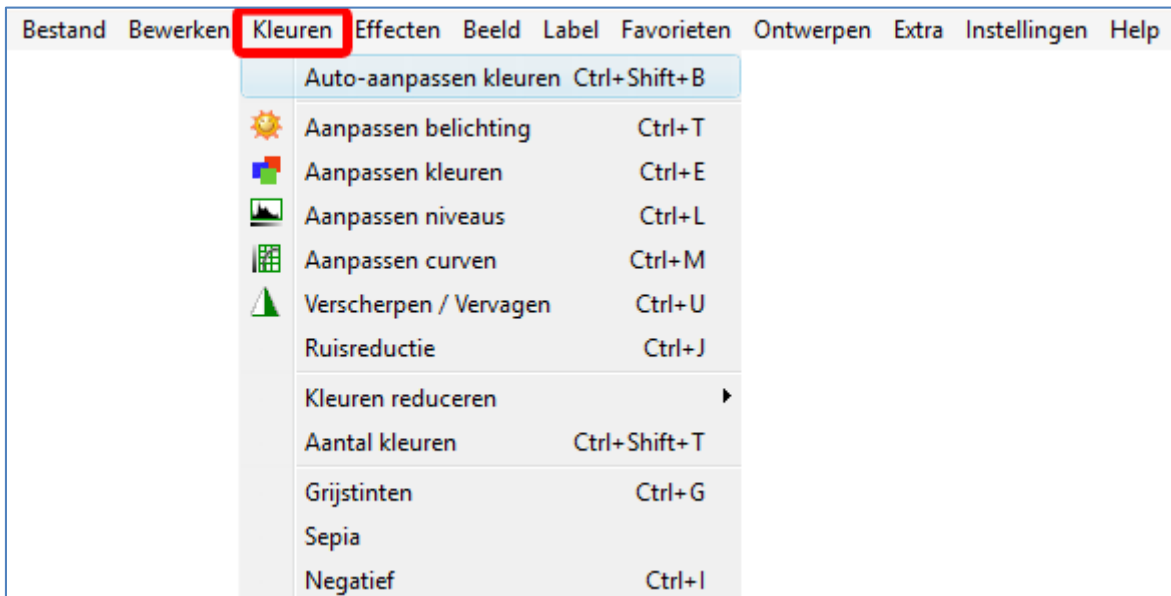 Bestand Bewerken Kleuren Effecten Beeld Label Favorieten Ontwerpen Extra Instellingen Help
Auto-aanpassen kleuren Ctrl+Shift+B
Aanpassen belichting Ctrl+T
Aanpassen kleuren Ctrl+E
Aanpassen niveaus Ctrl+L
Aanpassen curven Ctrl+M
Verscherpen / Vervagen Ctrl+U
Ruisreductie Ctrl+J
Kleuren reduceren
Aantal kleuren Ctrl+Shift+T
Grijstinten Ctrl+G
Sepia
Negatief Ctrl+I